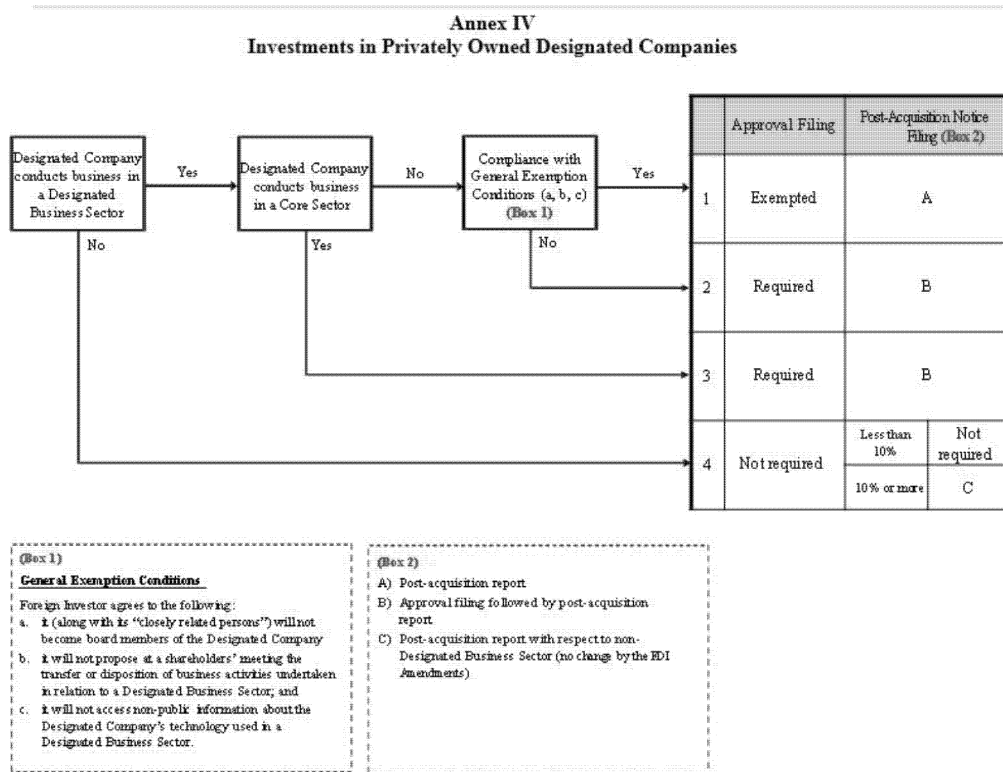 Annex IV
Investments in Privately Owned Designated Companies
Designated Company
conducts business in
a Designated
Business Sector
Yes
No
Designated Company
conducts business
in a Core Sector
No
Yes
Compliance with
General Exemption
Conditions (a, b, c)
(Box 1)
Yes
No
Approval Filing
Post-Acquisition Notice
Filing (Box 2)
1
Exempted
A
2
Required
B
3
Required
B
4
Not required
Less than
10%
Not
required
10% or more
C
(Box 1)
General Exemption Conditions
Foreign Investor agrees to the following:
a. it (along with its “closely related persons”) will not
become board members of the Designated Company
b. it will not propose at a shareholders’ meeting the
transfer or disposition of business activities undertaken
in relation to a Designated Business Sector; and
c. it will not access non-public information about the
Designated Company’s technology used in a
Designated Business Sector.
(Box 2)
A) Post-acquisition report
B) Approval filing followed by post-acquisition
report
C) Post-acquisition report with respect to non-
Designated Business Sector (no change by the FDI
Amendments)